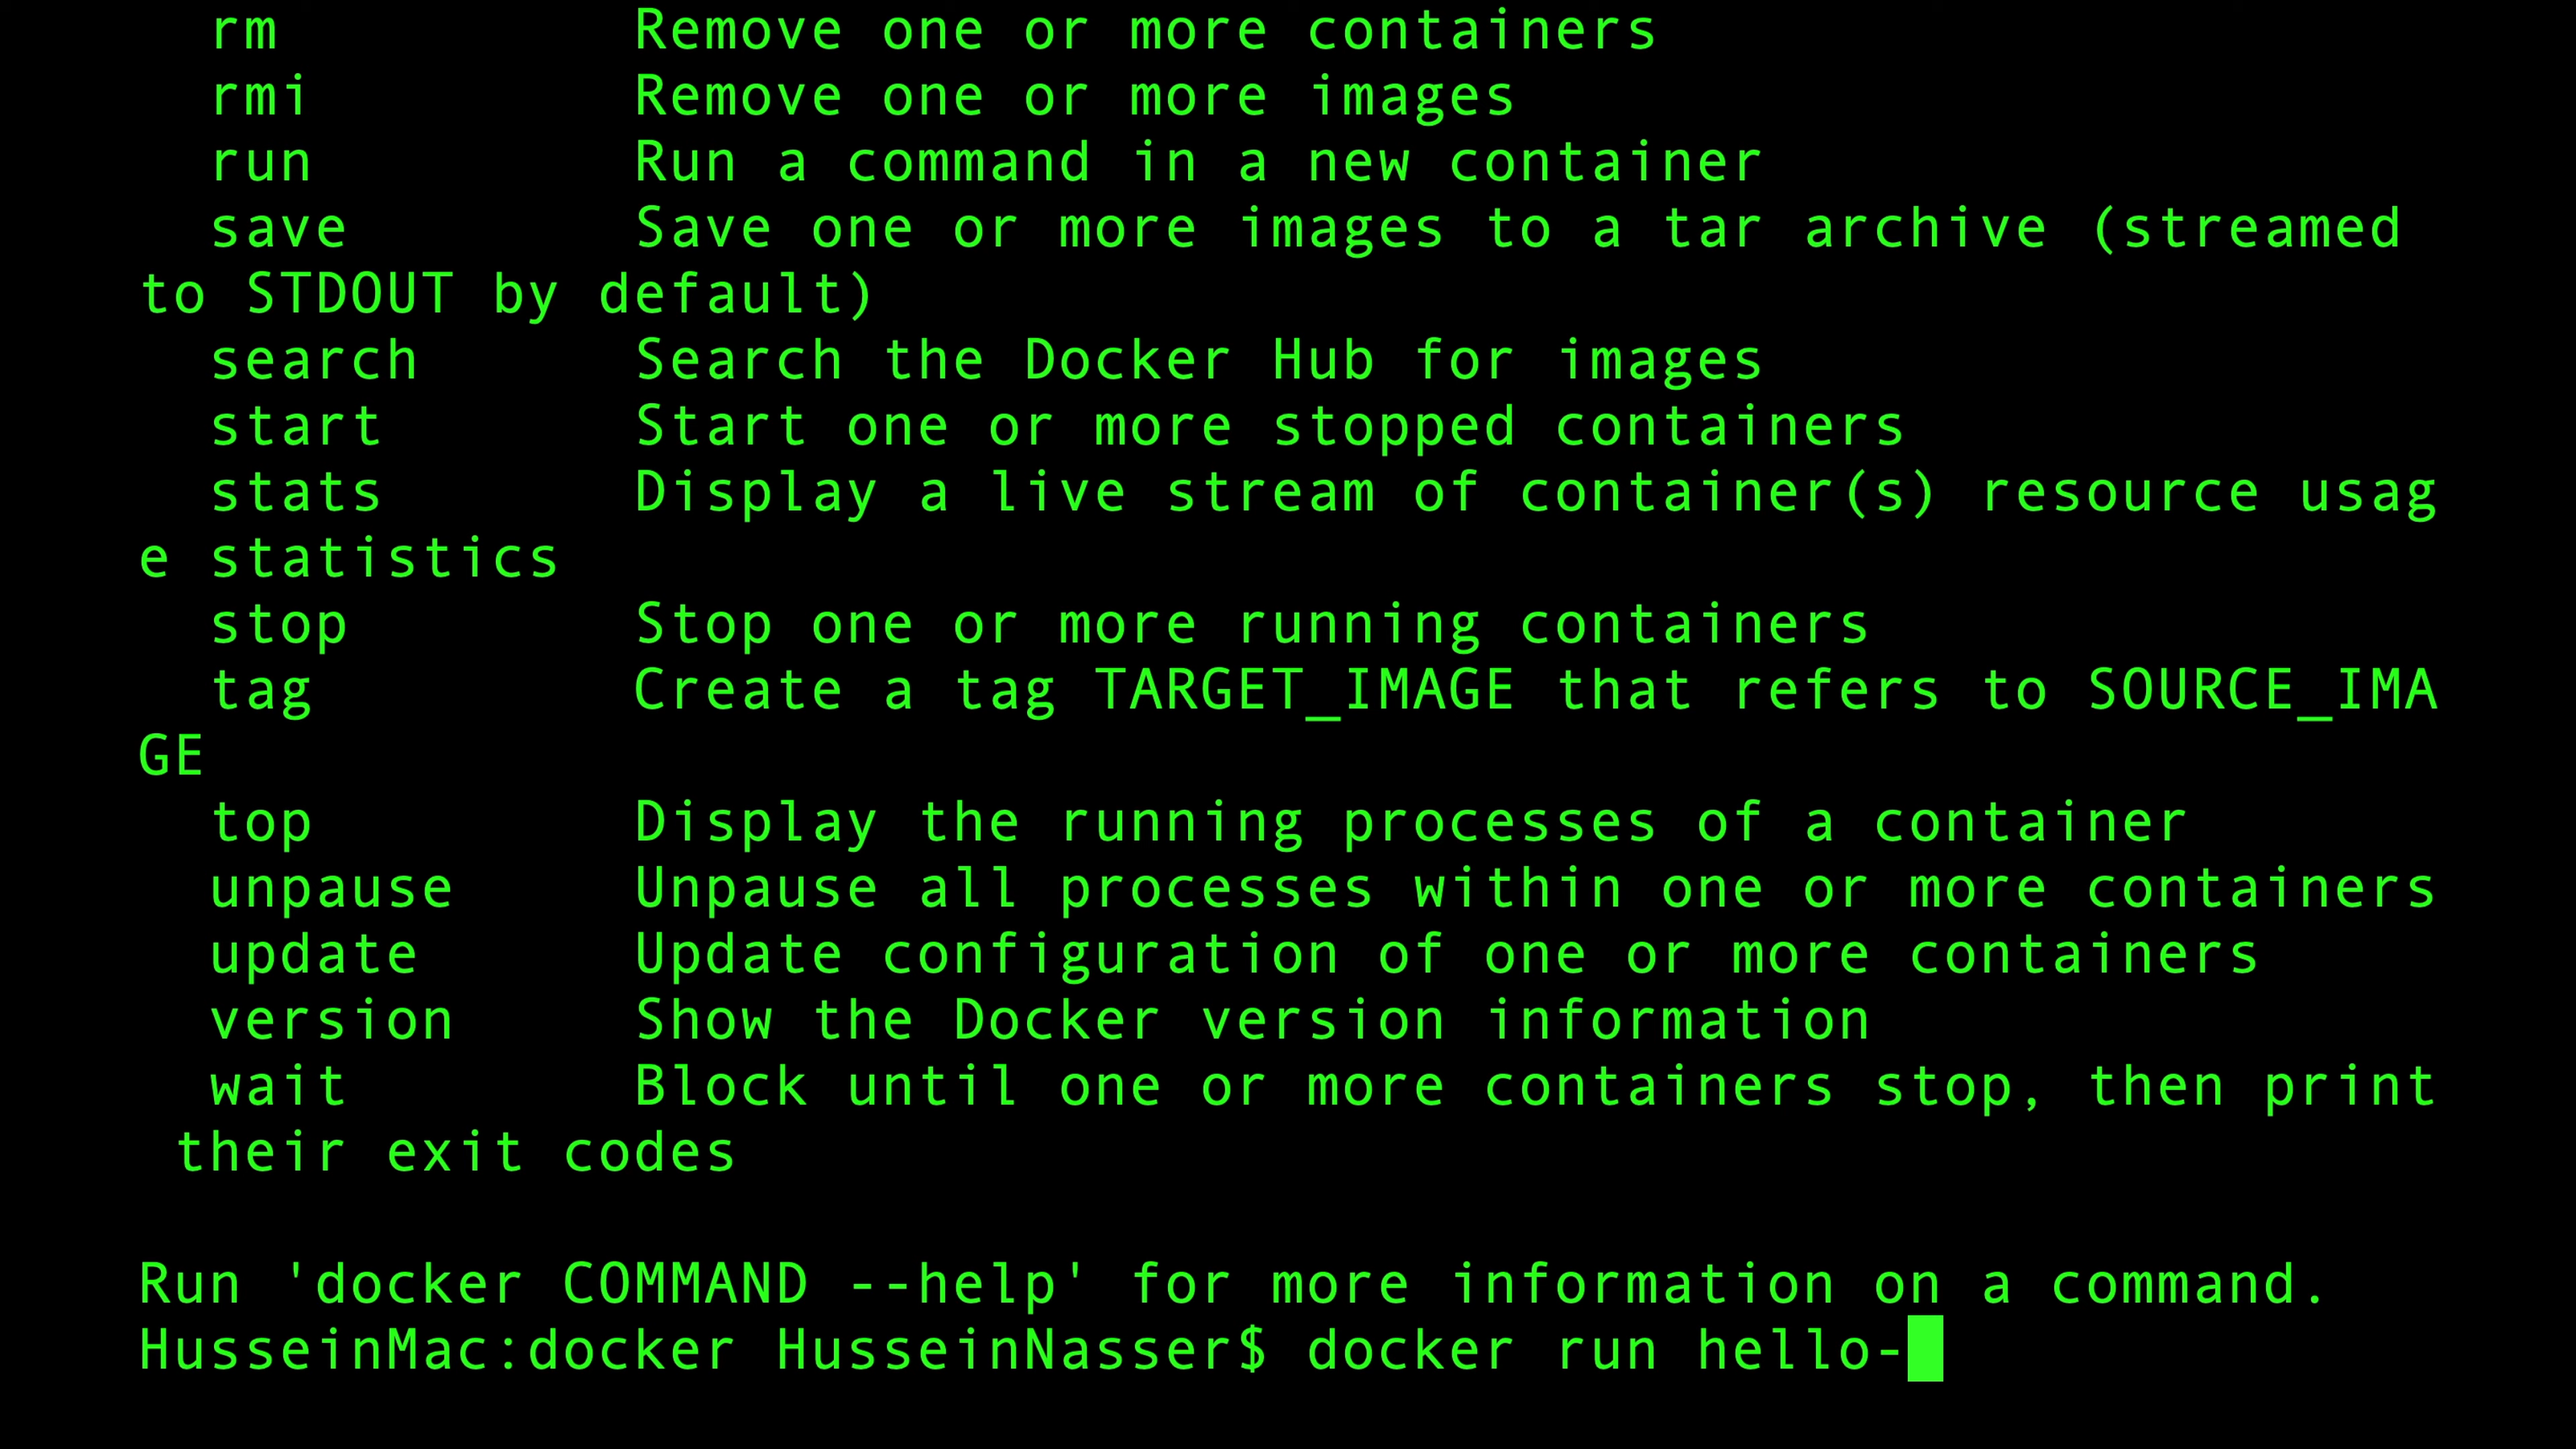 rm Remove one or more containers
rmi Remove one or more images
run Run a command in a new container
save Save one or more images to a tar archive (streamed
to STDOUT by default)
search Search the Docker Hub for images
start Start one or more stopped containers
stats Display a live stream of container(s) resource usag
e statistics
stop Stop one or more running containers
tag Create a tag TARGET_IMAGE that refers to SOURCE_IMA
GE
top Display the running processes of a container
unpause Unpause all processes within one or more containers
update Update configuration of one or more containers
version Show the Docker version information
wait Block until one or more containers stop, then print
their exit codes
Run 'docker COMMAND --help' for more information on a command.
HusseinMac:docker HusseinNasser$ docker run hello-